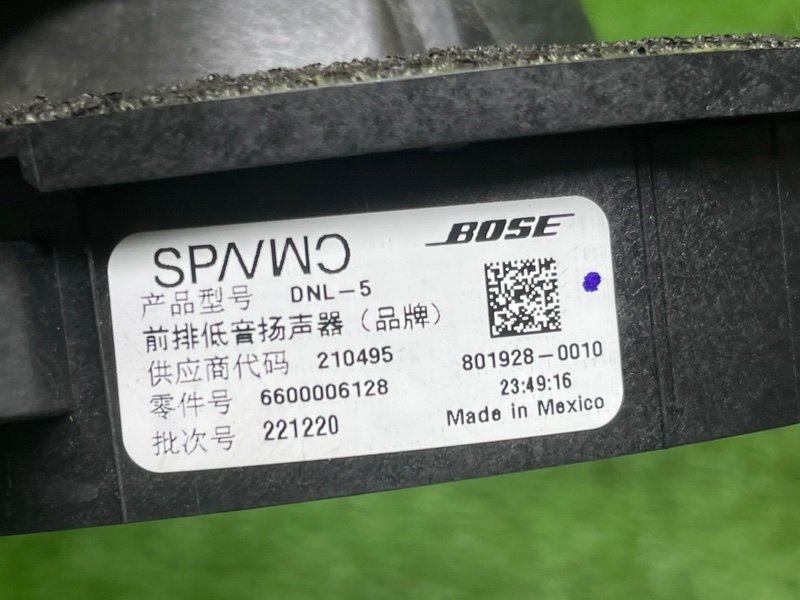 SPΛVWϽ
BOSE
产品型号 DNL-5
前排低音扬声器（品牌）
供应商代码 210495
801928-0010
零件号 6600006128
23:49:16
批次号 221220
Made in Mexico